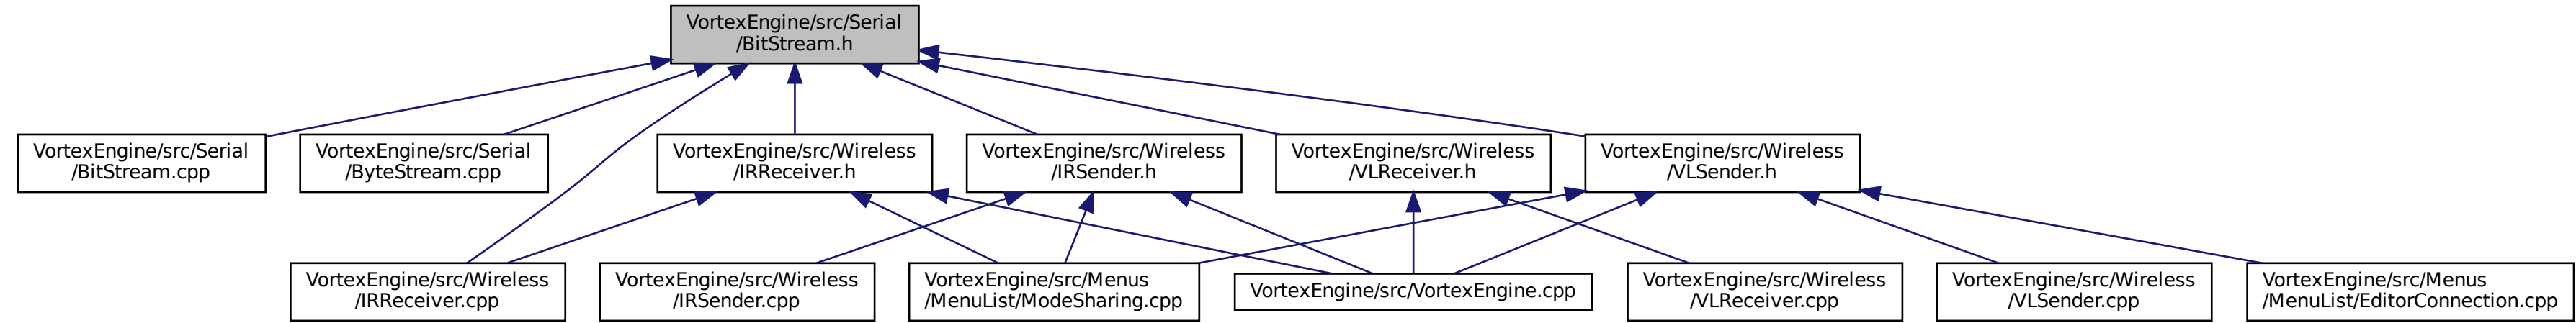 VortexEngine/src/Serial
/BitStream.h
VortexEngine/src/Serial
/BitStream.cpp
VortexEngine/src/Serial
/ByteStream.cpp
VortexEngine/src/Wireless
/IRReceiver.h
VortexEngine/src/Wireless
/IRSender.h
VortexEngine/src/Wireless
/VLReceiver.h
VortexEngine/src/Wireless
/VLSender.h
VortexEngine/src/Wireless
/IRReceiver.cpp
VortexEngine/src/Wireless
/IRSender.cpp
VortexEngine/src/Menus
/MenuList/ModeSharing.cpp
VortexEngine/src/VortexEngine.cpp
VortexEngine/src/Wireless
/VLReceiver.cpp
VortexEngine/src/Wireless
/VLSender.cpp
VortexEngine/src/Menus
/MenuList/EditorConnection.cpp